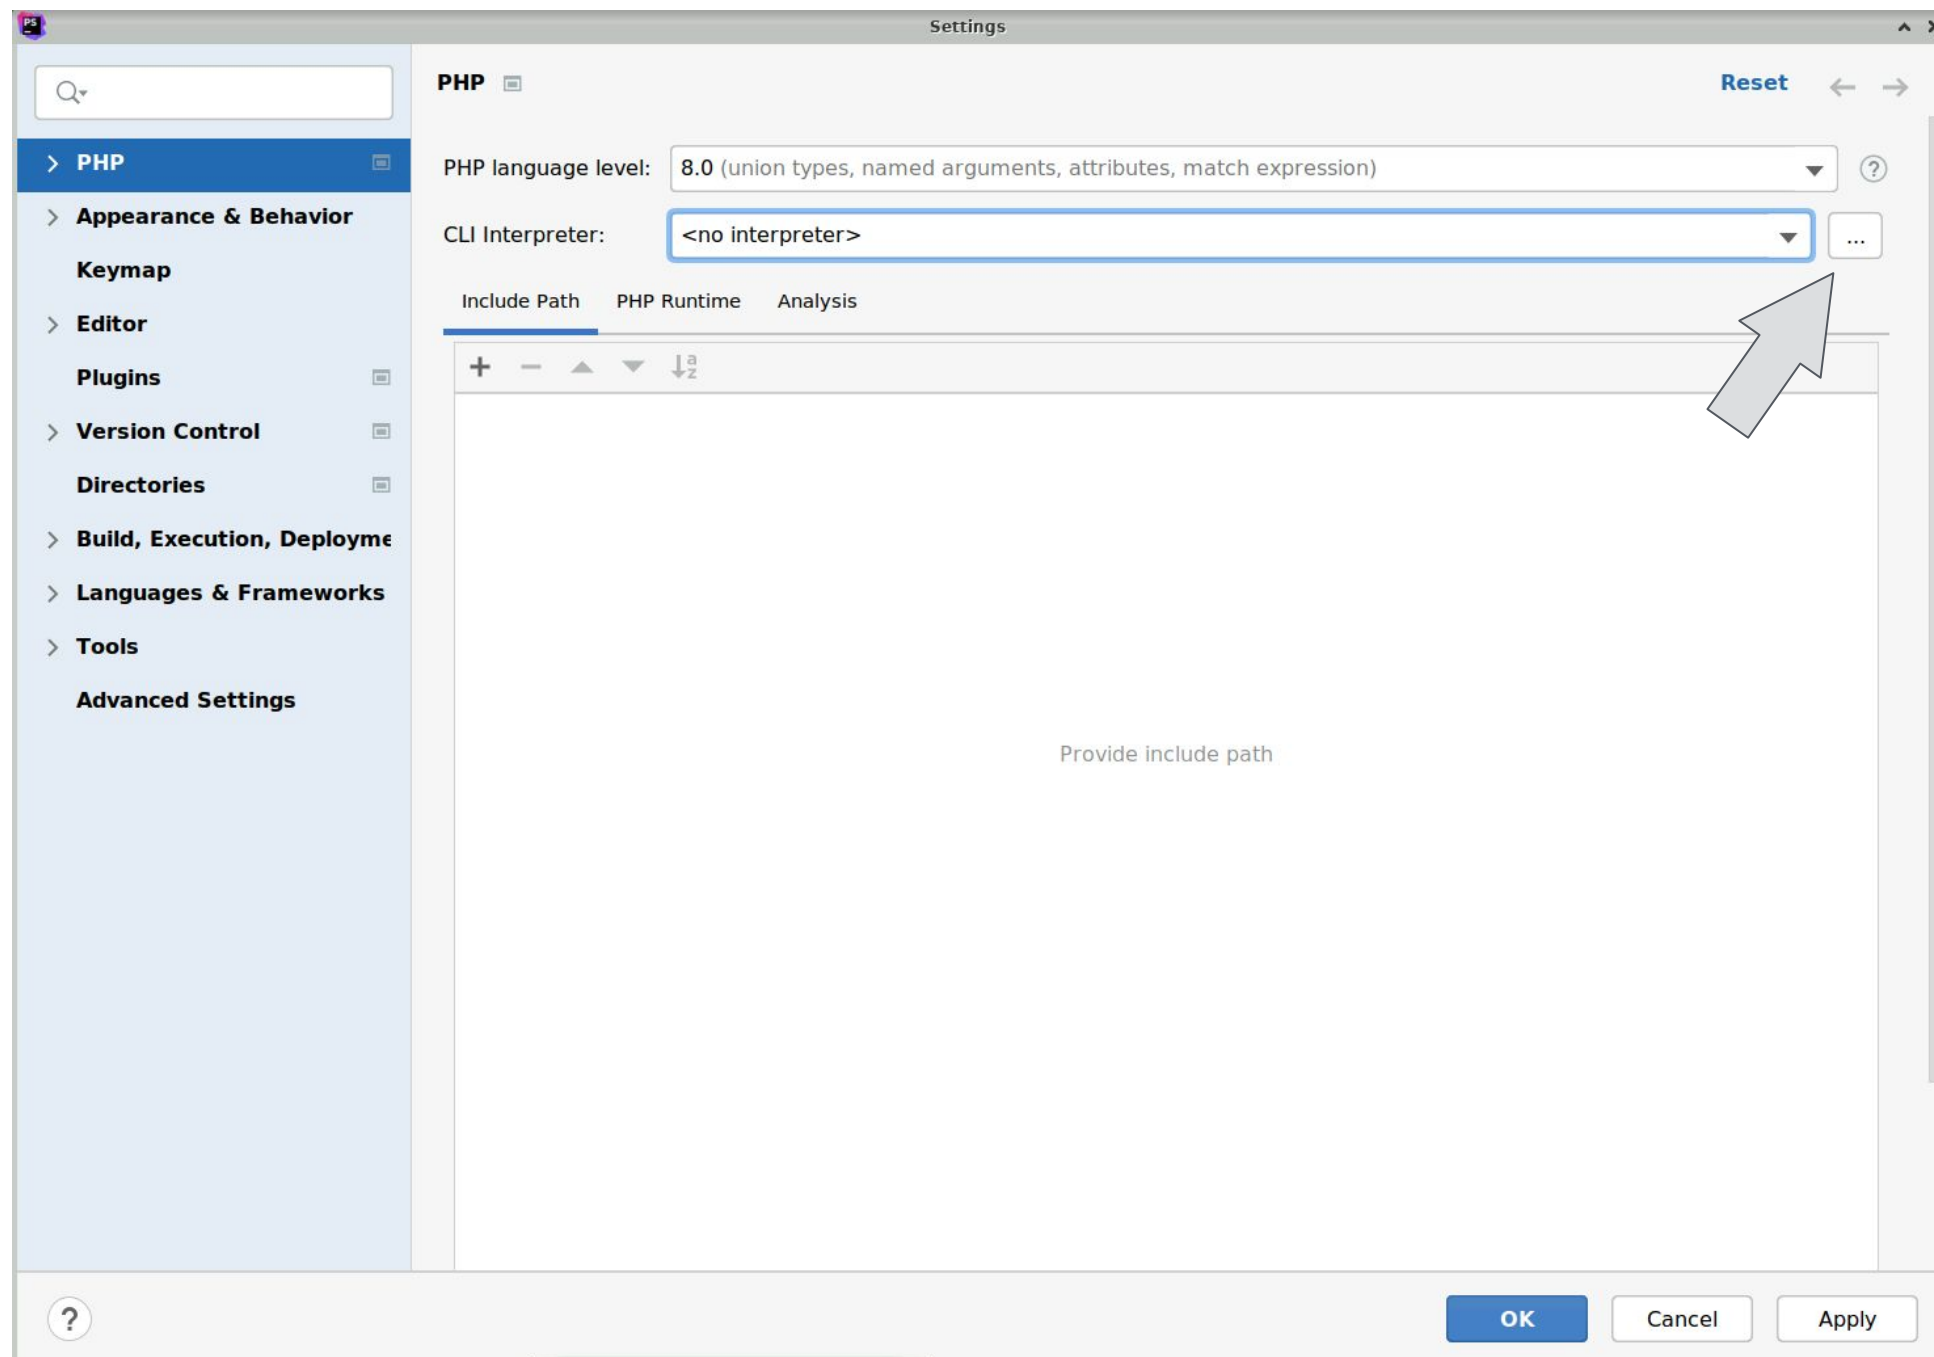 PS
Settings
PHP
Reset
PHP
PHP language level: 8.0 (union types, named arguments, attributes, match expression)
?
Appearance & Behavior
CLI Interpreter: <no interpreter>
...
Keymap
Include Path PHP Runtime Analysis
Editor
Plugins
a
z
Version Control
Directories
Build, Execution, Deployme
Languages & Frameworks
Tools
Advanced Settings
Provide include path
?
OK Cancel Apply